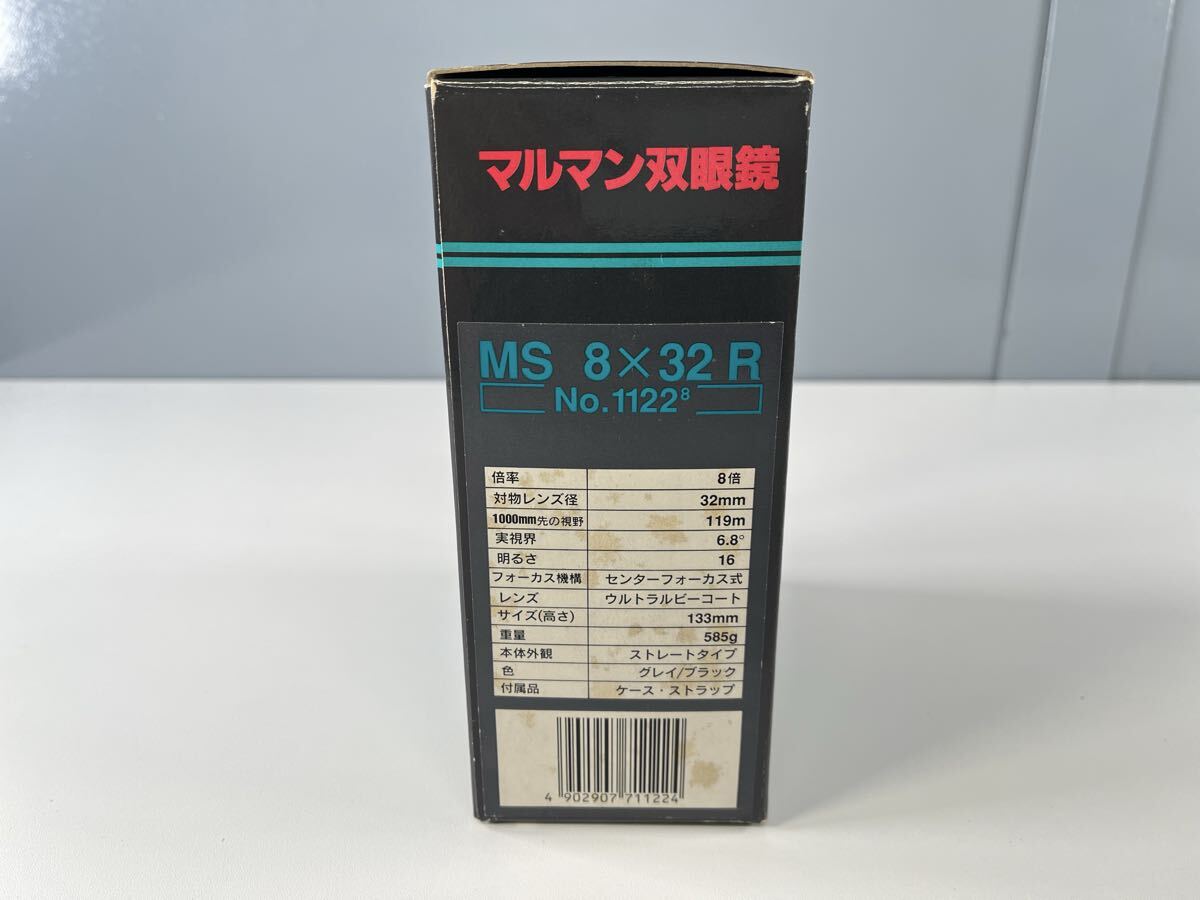 マルマン双眼鏡
MS 8×32 R
No.1122⁸
倍率 8倍
対物レンズ径 32mm
1000mm先の視野 119m
実視界 6.8°
明るさ 16
フォーカス機構 センターフォーカス式
レンズ ウルトラルビーコート
サイズ(高さ) 133mm
重量 585g
本体外観 ストレートタイプ
色 グレイ/ブラック
付属品 ケース・ストラップ
4 902907 711224